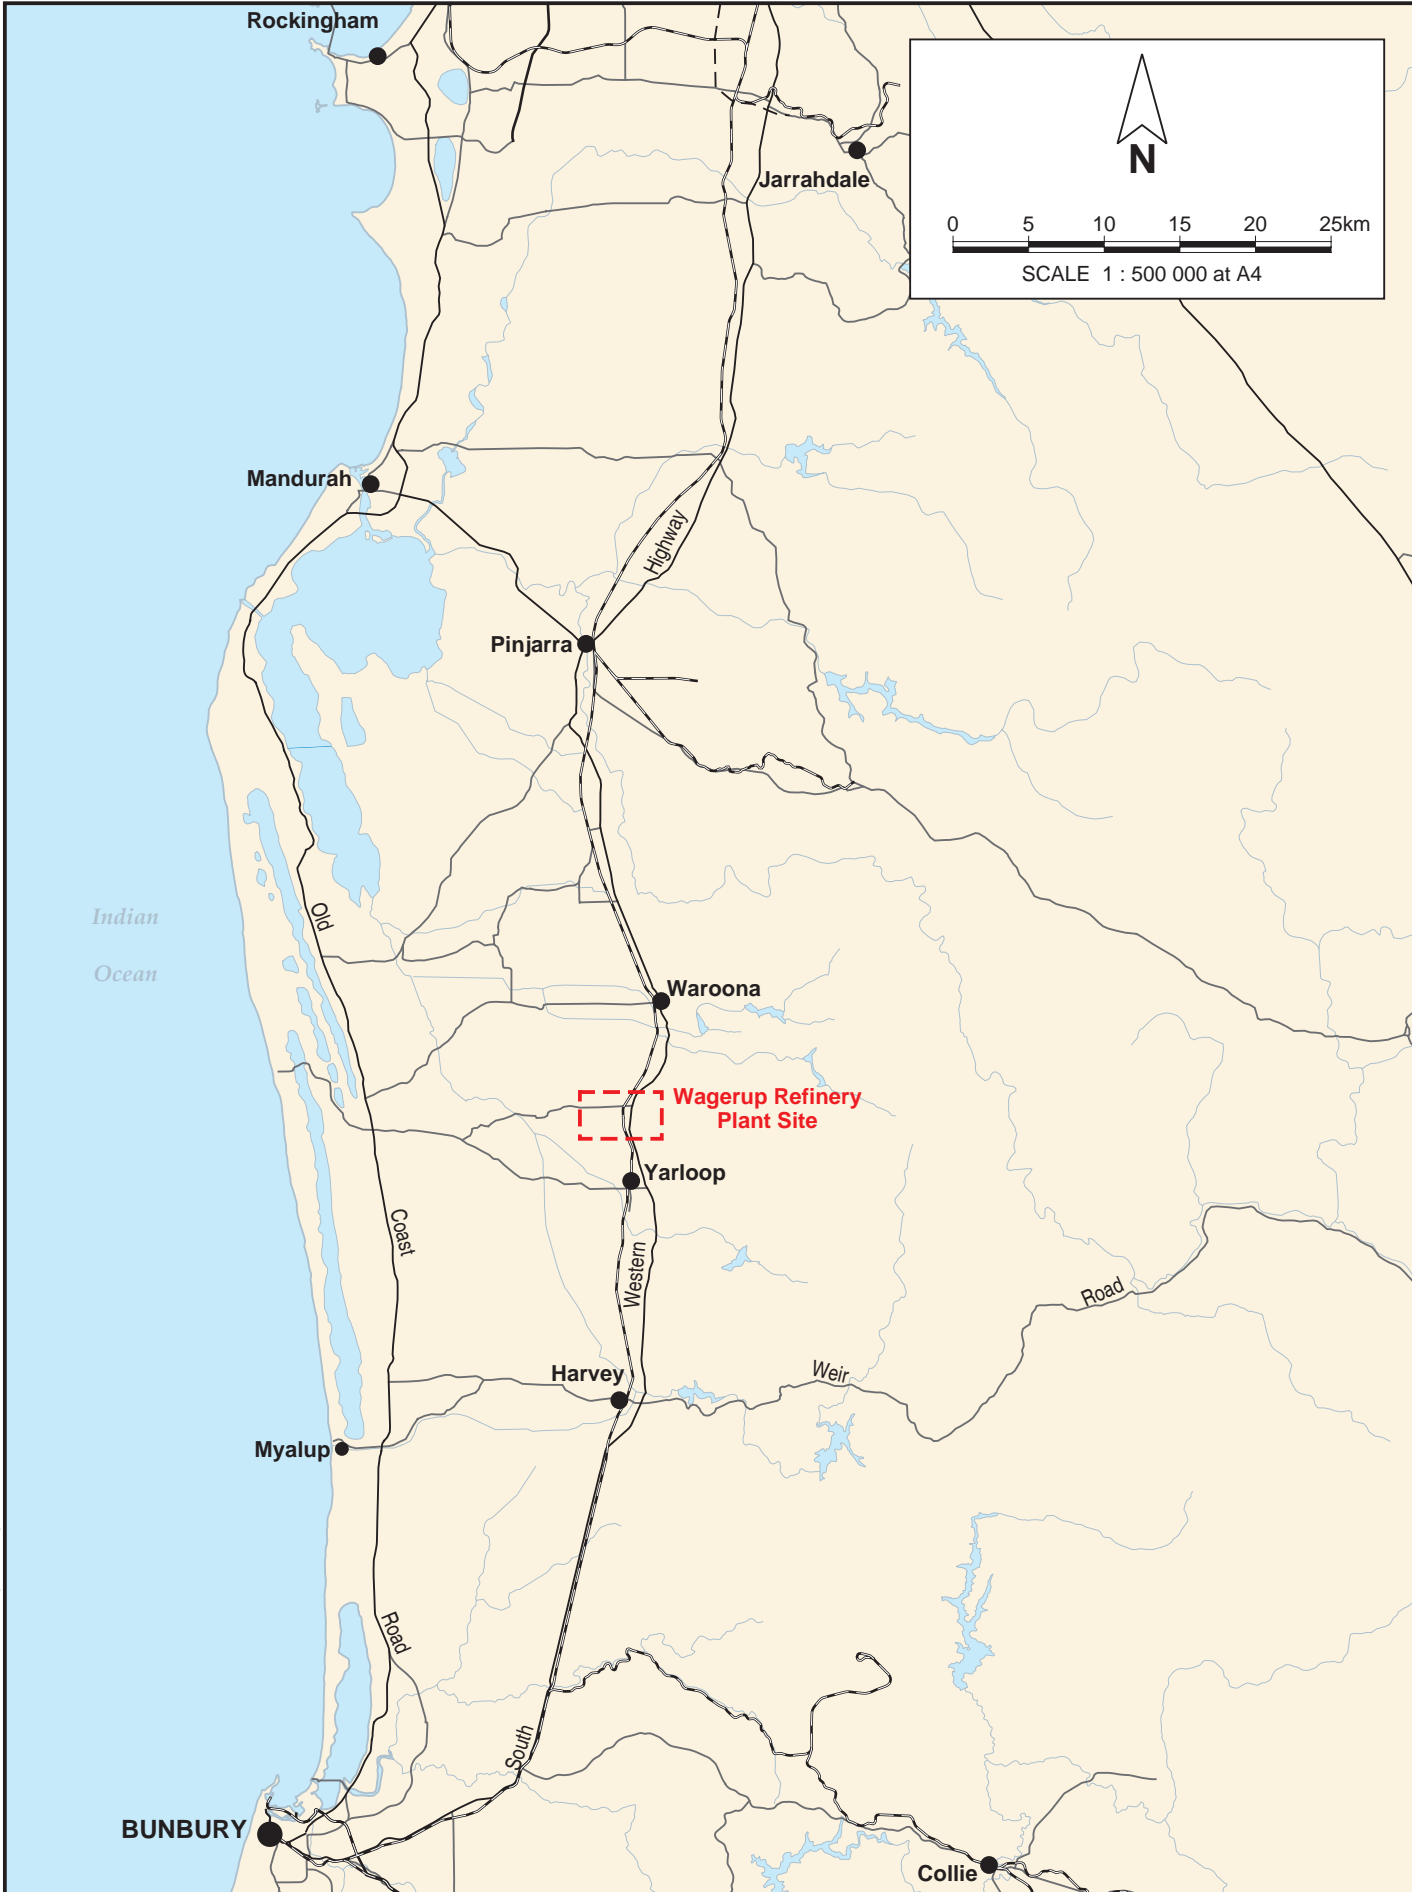 Rockingham
N
Jarrahdale
0 5 10 15 20 25km
SCALE 1 : 500 000 at A4
Mandurah
Highway
Pinjarra
Indian
Ocean
Old
Waroona
Wagerup Refinery
Plant Site
Yarloop
Coast
Western
Road
Harvey
Weir
Myalup
Road
South
BUNBURY
Collie